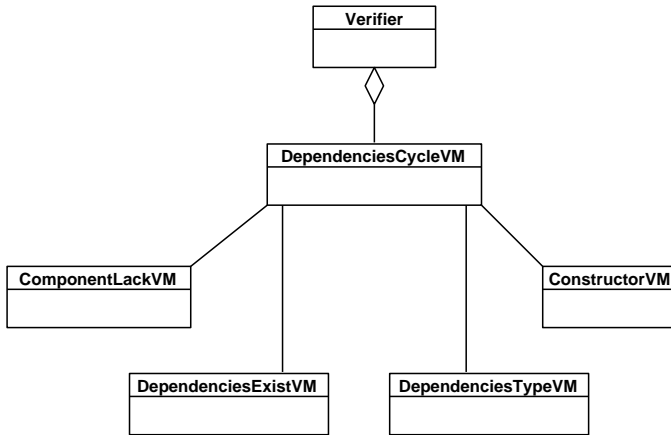 Verifier
DependenciesCycleVM
ComponentLackVM
ConstructorVM
DependenciesExistVM
DependenciesTypeVM